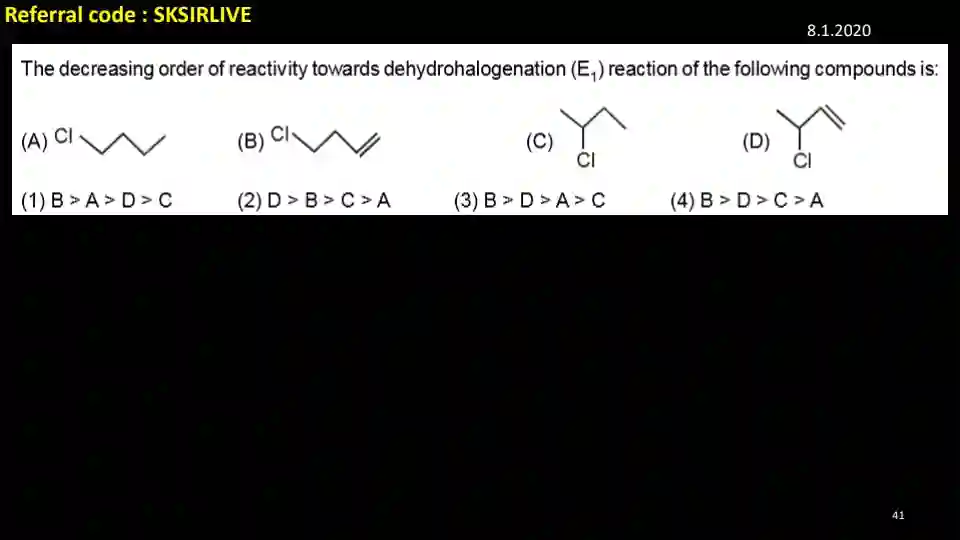 Referral code : SKSIRLIVE
8.1.2020
The decreasing order of reactivity towards dehydrohalogenation (E₁) reaction of the following compounds is:
(A) Cl (B) Cl (C) Cl (D) Cl
(1) B > A > D > C (2) D > B > C > A (3) B > D > A > C (4) B > D > C > A
41